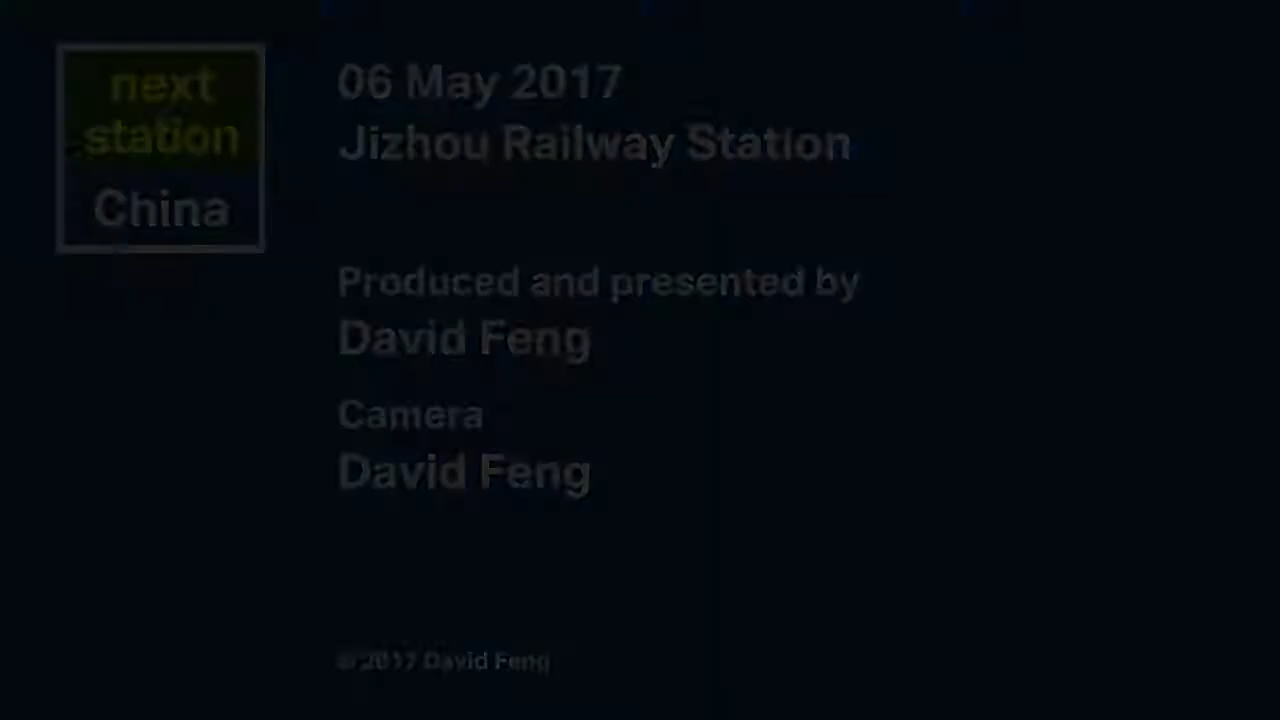 next
station
China
06 May 2017
Jizhou Railway Station
Produced and presented by
David Feng
Camera
David Feng
© 2017 David Feng